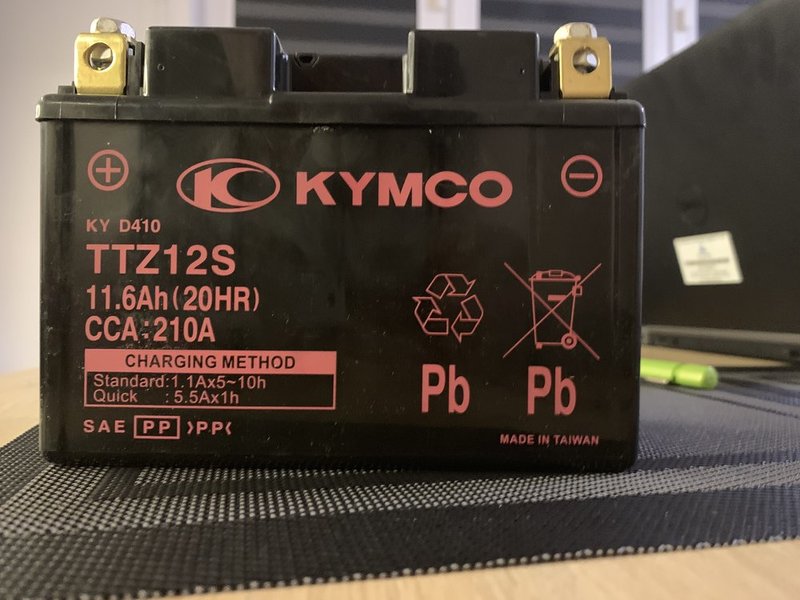 KYMCO
KY D410
TTZ12S
11.6Ah(20HR)
CCA:210A
CHARGING METHOD
Standard:1.1Ax5~10h
Quick :5.5Ax1h
SAE PP >PP<
Pb Pb
MADE IN TAIWAN